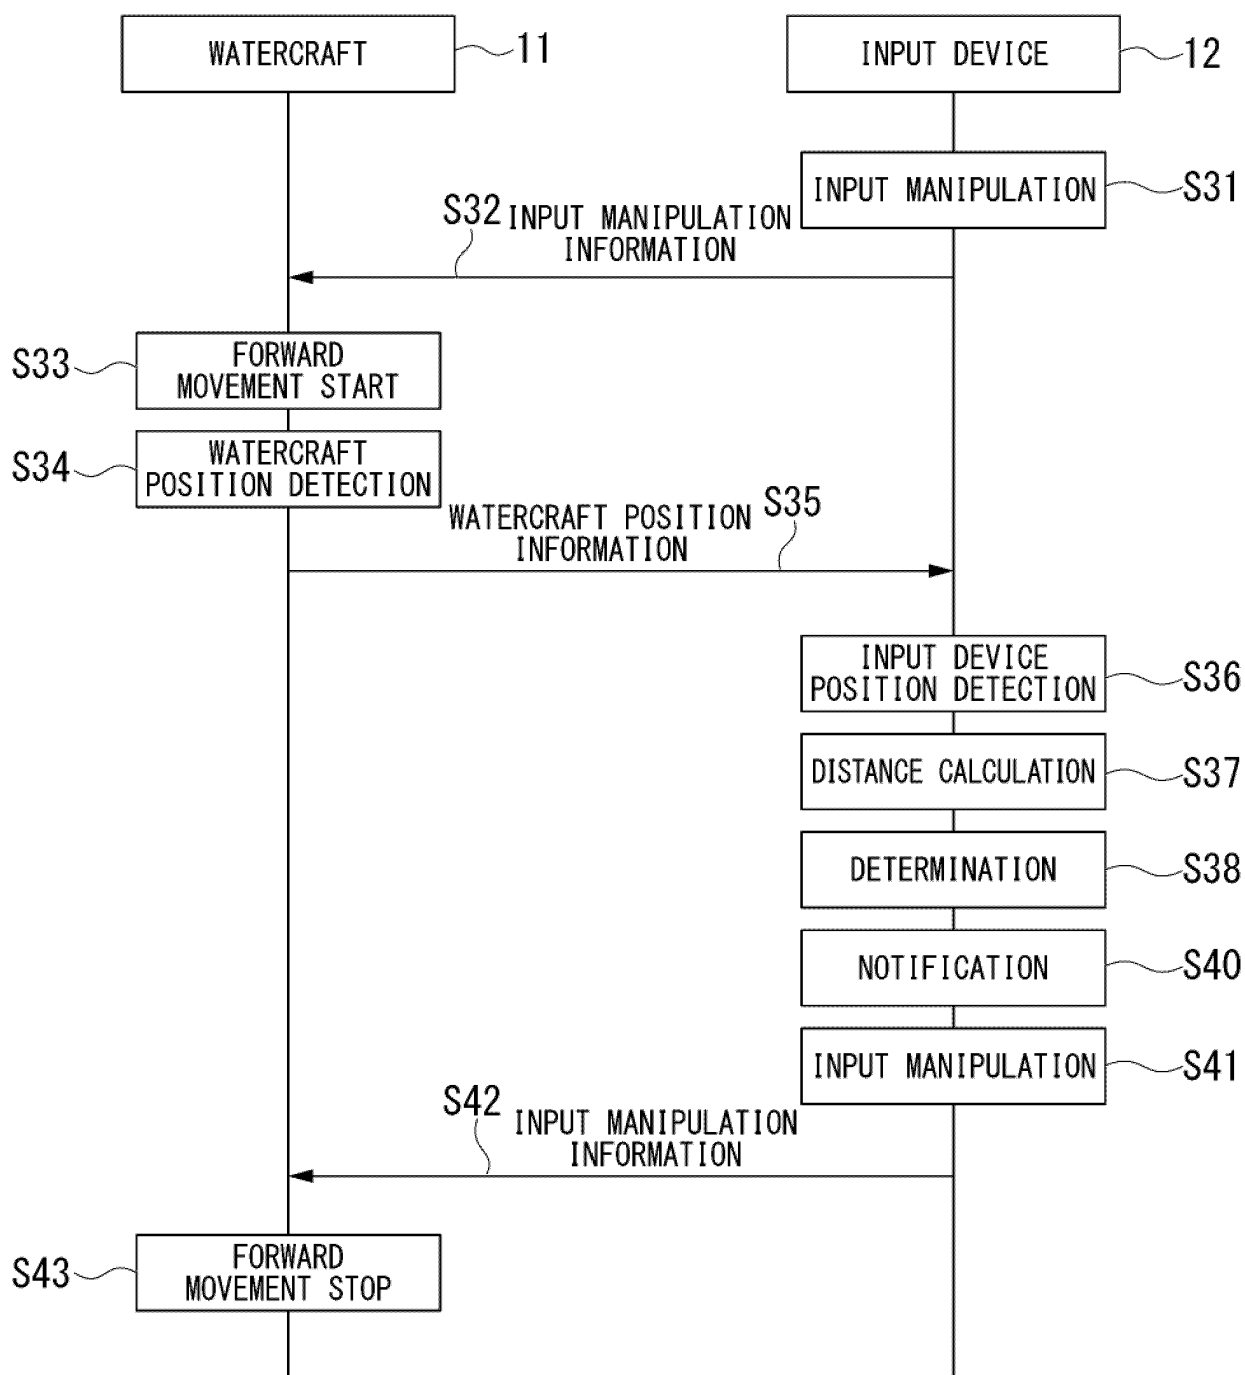 WATERCRAFT
11
INPUT DEVICE
12
INPUT MANIPULATION
S31
S32
INPUT MANIPULATION
INFORMATION
S33
FORWARD
MOVEMENT START
S34
WATERCRAFT
POSITION DETECTION
WATERCRAFT POSITION
INFORMATION
S35
INPUT DEVICE
POSITION DETECTION
S36
DISTANCE CALCULATION
S37
DETERMINATION
S38
NOTIFICATION
S40
INPUT MANIPULATION
S41
S42
INPUT MANIPULATION
INFORMATION
S43
FORWARD
MOVEMENT STOP